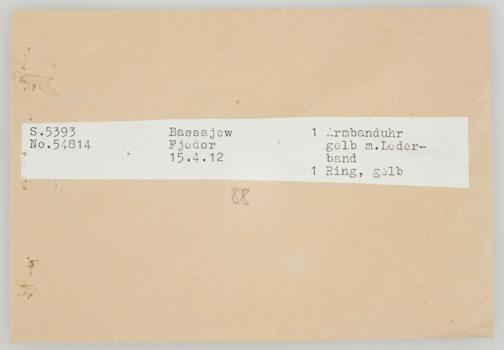 S.5393 Bassajew 1 Armbanduhr
No.54814 Fjodor gelb m.Leder-
15.4.12 band
1 Ring, gelb
88